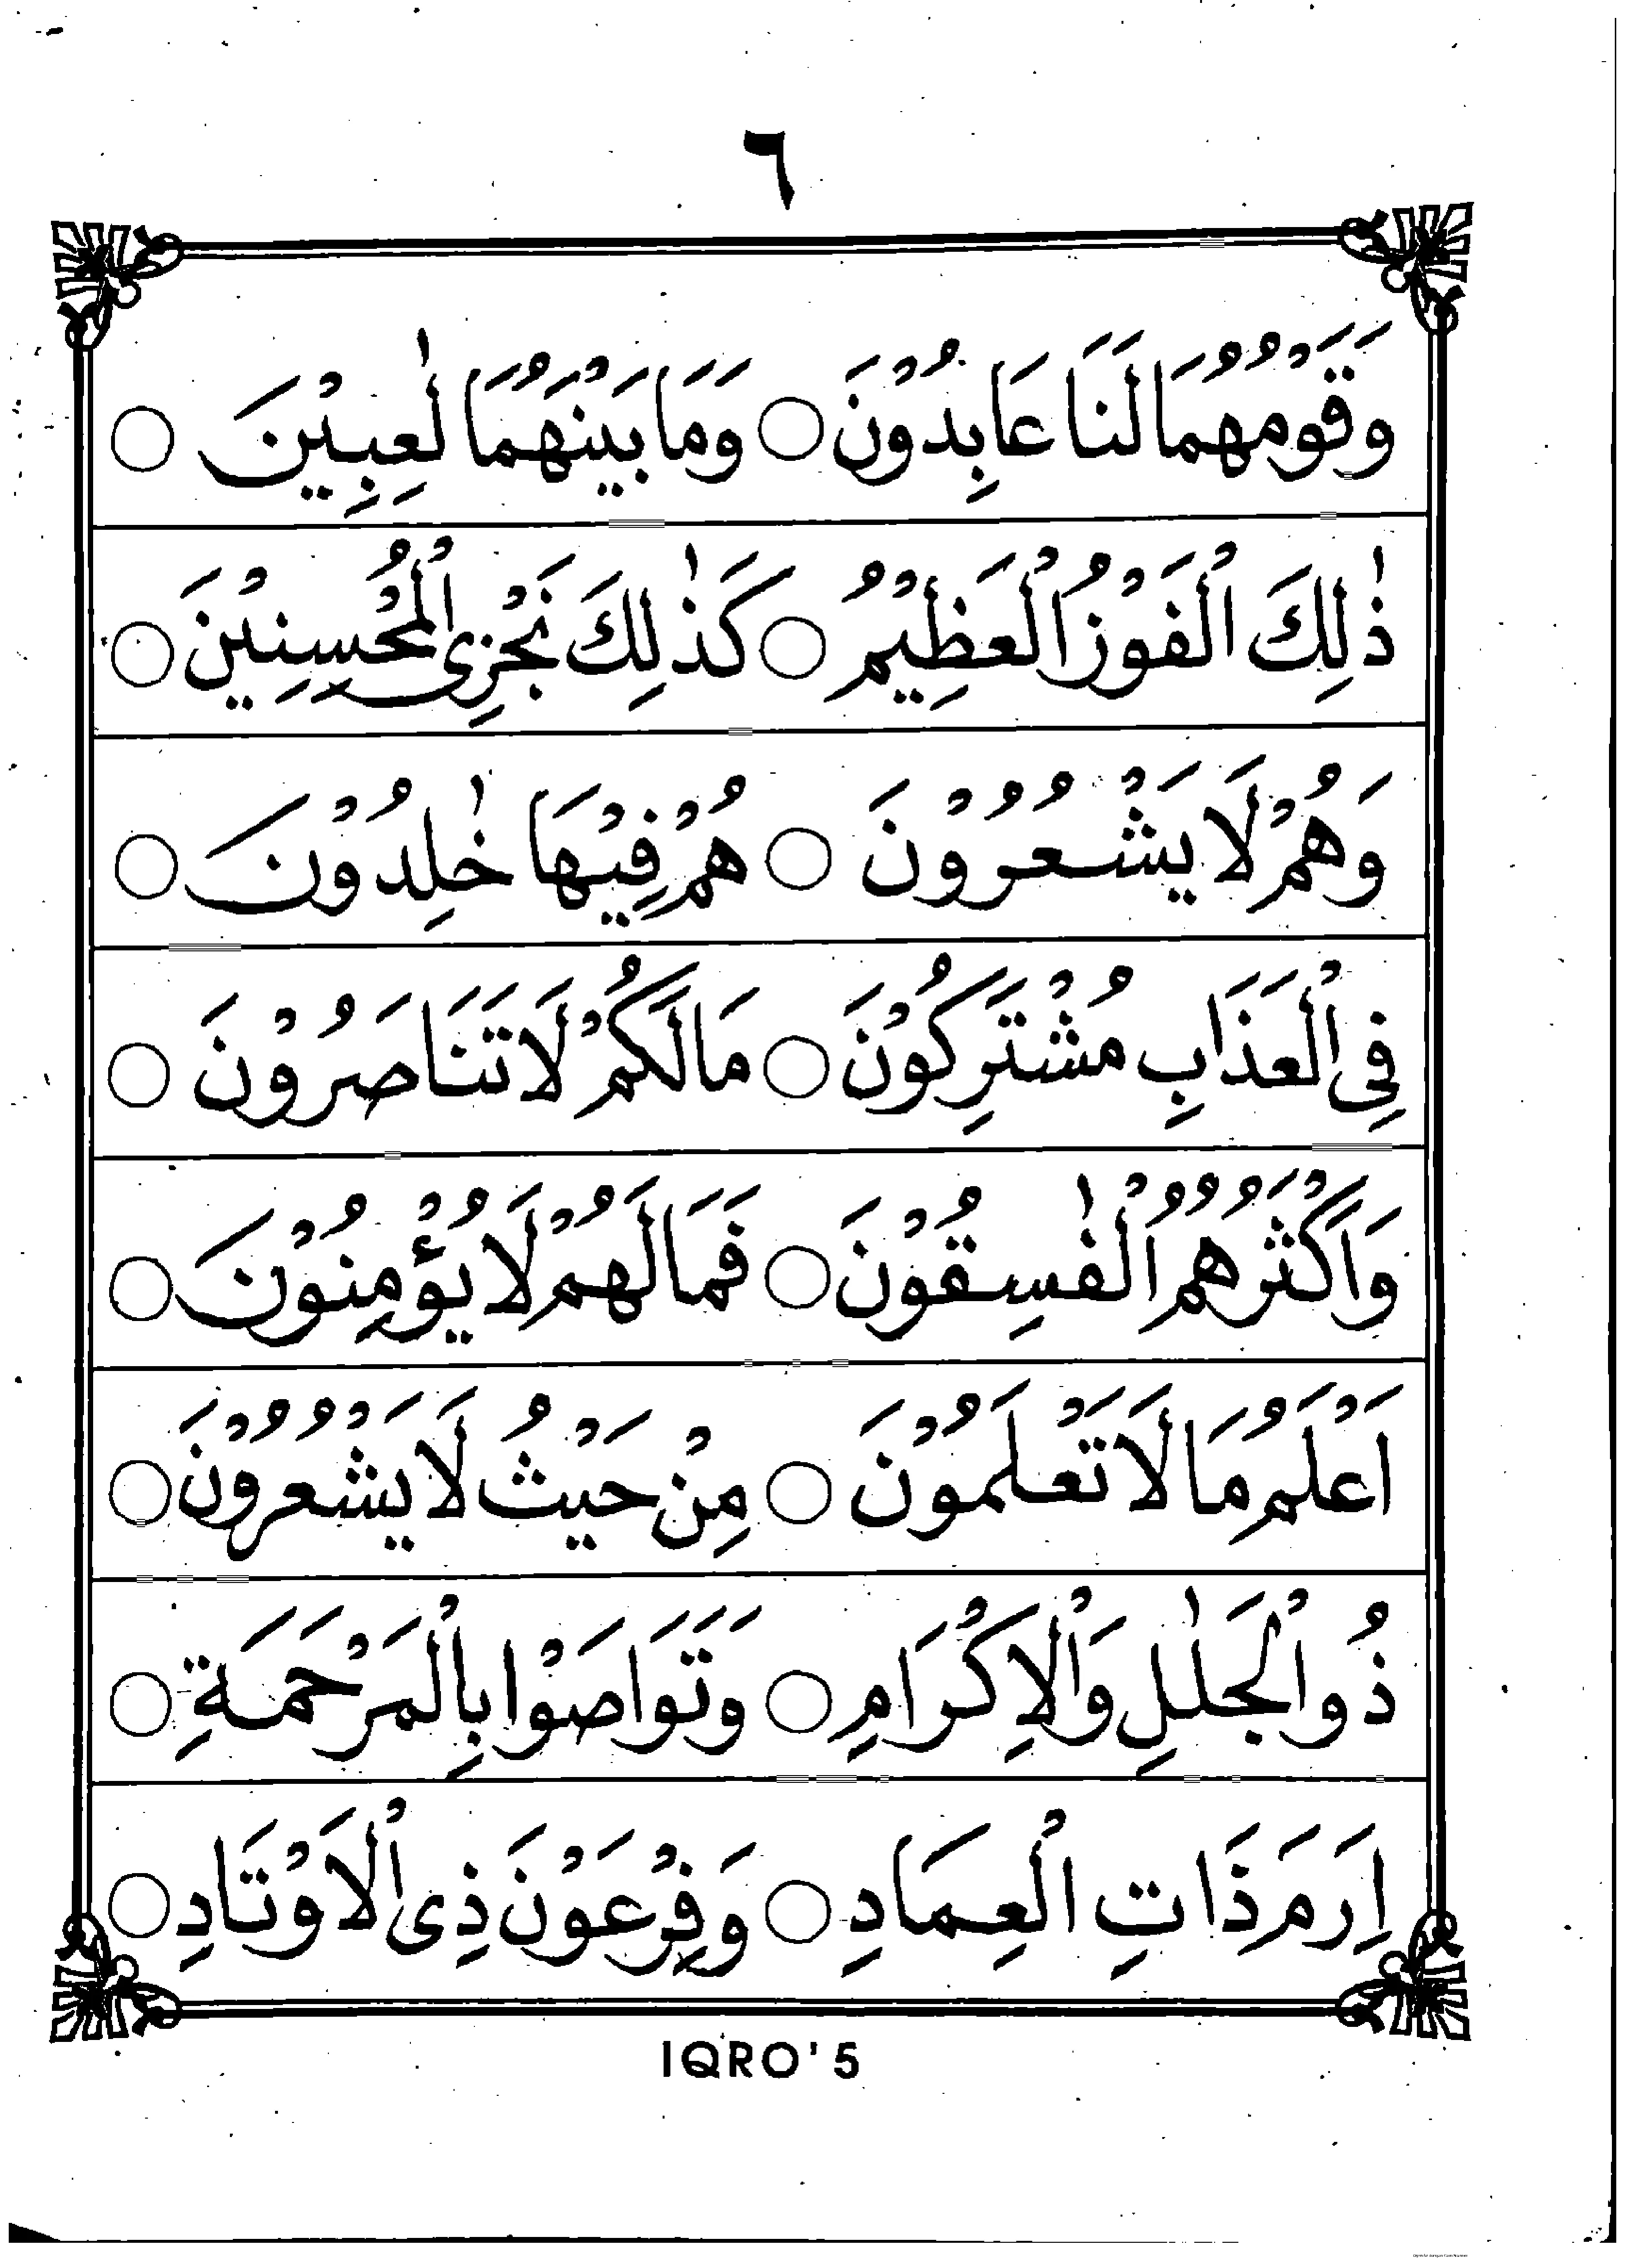 ٦
وَقَوْمُهُمَا لَنَا عَابِدُوْنَ ○ وَمَا بَيْنَهُمَا لٰعِبِيْنَ ○
ذٰلِكَ الْفَوْزُ الْعَظِيْمُ ○ كَذٰلِكَ نَجْزِى الْمُحْسِنِيْنَ ○
وَهُمْ لَا يَشْعُرُوْنَ ○ هُمْ فِيْهَا خٰلِدُوْنَ ○
فِى الْعَذَابِ مُشْتَرِكُوْنَ ○ مَا لَكُمْ لَا تَنَاصَرُوْنَ ○
وَاَكْثَرُهُمُ الْفٰسِقُوْنَ ○ فَمَا لَهُمْ لَا يُؤْمِنُوْنَ ○
اَعْلَمُ مَا لَا تَعْلَمُوْنَ ○ مِنْ حَيْثُ لَا يَشْعُرُوْنَ ○
ذُو الْجَلٰلِ وَالْاِكْرَامِ ○ وَتَوَاصَوْا بِالْمَرْحَمَةِ ○
اِرَمَ ذَاتِ الْعِمَادِ ○ وَفِرْعَوْنَ ذِى الْاَوْتَادِ ○
IQRO'5